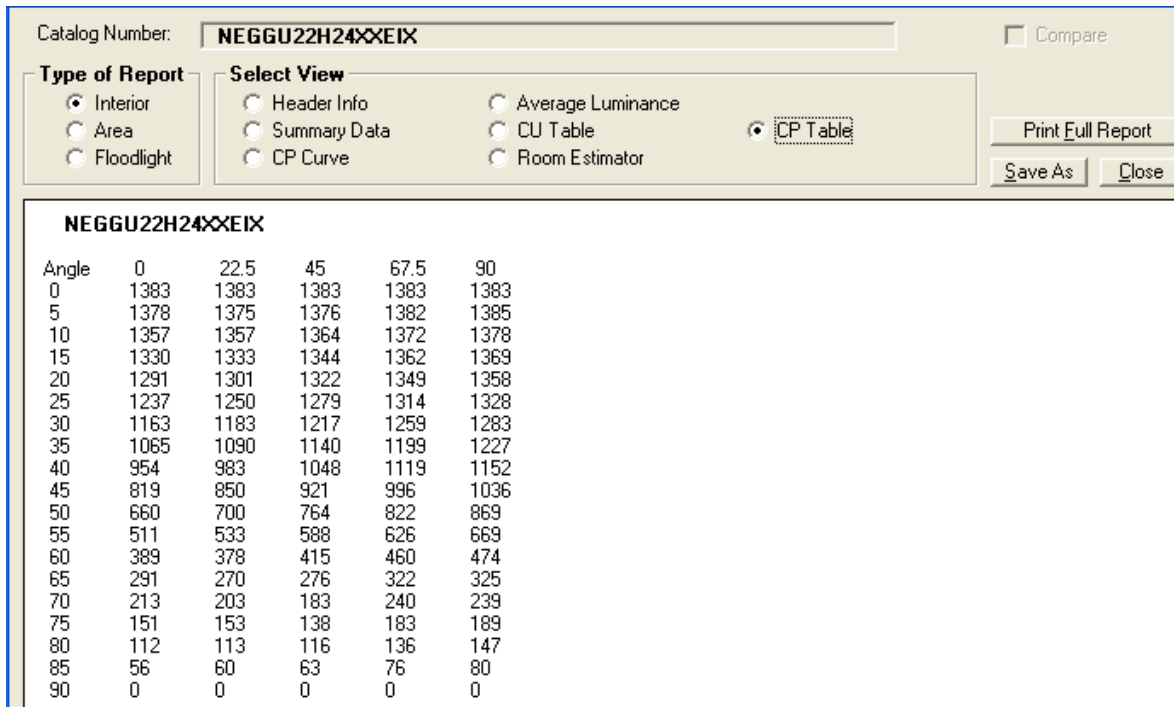 Catalog Number: NEGGU22H24XXEIX Compare
Type of Report Select View
Interior Header Info Average Luminance
Area Summary Data CU Table CP Table Print Full Report
Floodlight CP Curve Room Estimator
Save As Close
NEGGU22H24XXEIX
Angle 0 22.5 45 67.5 90
0 1383 1383 1383 1383 1383
5 1378 1375 1376 1382 1385
10 1357 1357 1364 1372 1378
15 1330 1333 1344 1362 1369
20 1291 1301 1322 1349 1358
25 1237 1250 1279 1314 1328
30 1163 1183 1217 1259 1283
35 1065 1090 1140 1199 1227
40 954 983 1048 1119 1152
45 819 850 921 996 1036
50 660 700 764 822 869
55 511 533 588 626 669
60 389 378 415 460 474
65 291 270 276 322 325
70 213 203 183 240 239
75 151 153 138 183 189
80 112 113 116 136 147
85 56 60 63 76 80
90 0 0 0 0 0